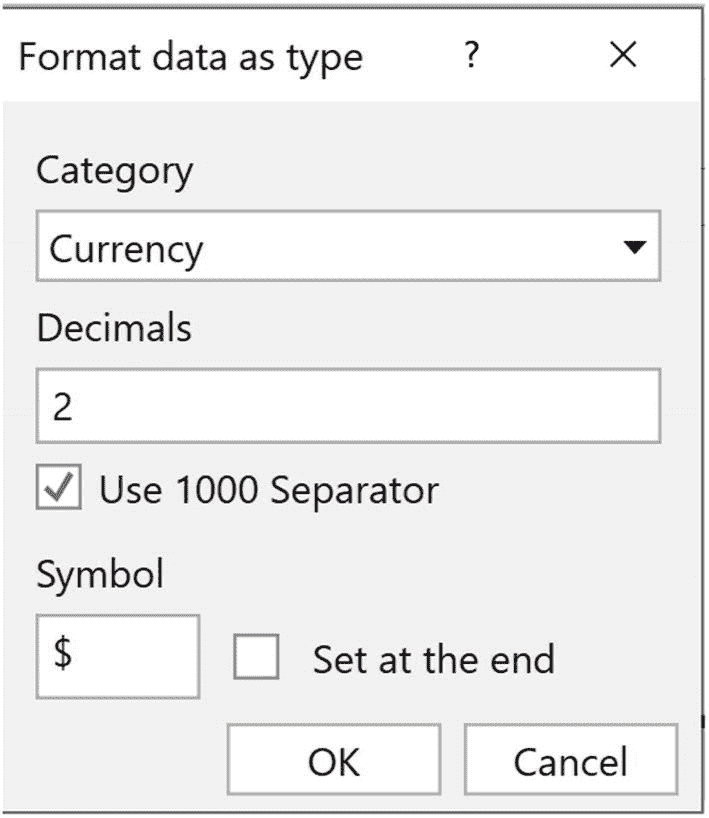 Format data as type ?
Category
Currency
Decimals
2
Use 1000 Separator
Symbol
$ Set at the end
OK Cancel